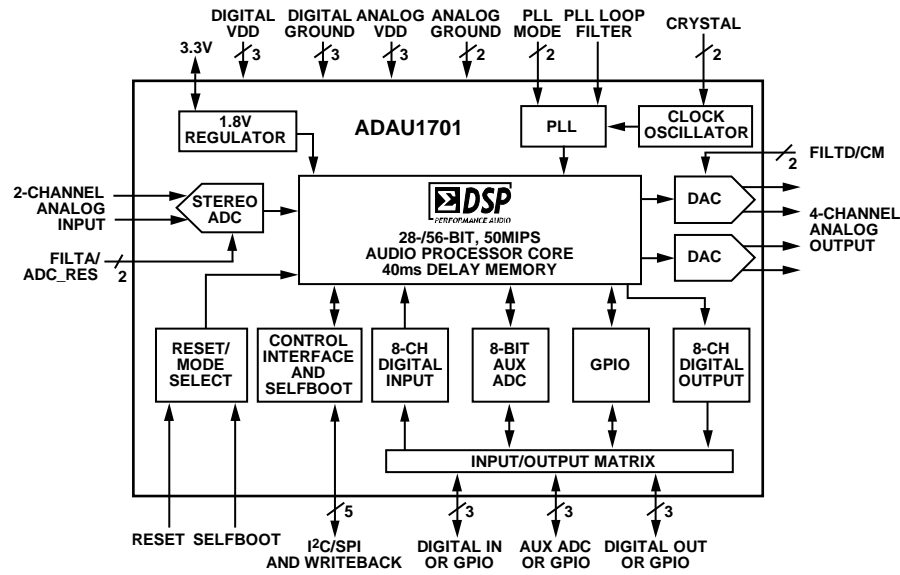 DIGITAL
VDD
DIGITAL
GROUND
ANALOG
VDD
ANALOG
GROUND
PLL
MODE
PLL LOOP
FILTER
CRYSTAL
3.3V
3
3
3
2
2
2
1.8V
REGULATOR
ADAU1701
PLL
CLOCK
OSCILLATOR
FILTD/CM
2
2-CHANNEL
ANALOG
INPUT
STEREO
ADC
DSP
PERFORMANCE AUDIO
28-/56-BIT, 50MIPS
AUDIO PROCESSOR CORE
40ms DELAY MEMORY
DAC
4-CHANNEL
ANALOG
OUTPUT
DAC
FILTA/
ADC_RES
2
RESET/
MODE
SELECT
CONTROL
INTERFACE
AND
SELFBOOT
8-CH
DIGITAL
INPUT
8-BIT
AUX
ADC
GPIO
8-CH
DIGITAL
OUTPUT
INPUT/OUTPUT MATRIX
5
3
3
3
RESET
SELFBOOT
I2C/SPI
AND WRITEBACK
DIGITAL IN
OR GPIO
AUX ADC
OR GPIO
DIGITAL OUT
OR GPIO